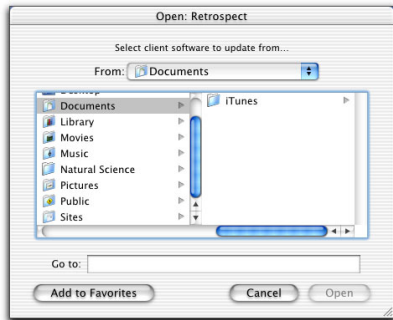 Open: Retrospect
Select client software to update from...
From: Documents
Desktop
Documents
iTunes
Library
Movies
Music
Natural Science
Pictures
Public
Sites
Go to:
Add to Favorites
Cancel
Open